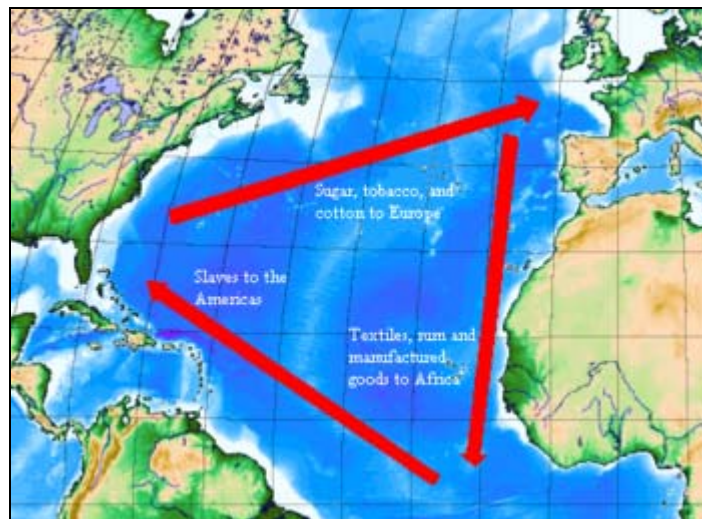 Sugar, tobacco, and
cotton to Europe
Slaves to the
Americas
Textiles, rum and
manufactured
goods to Africa